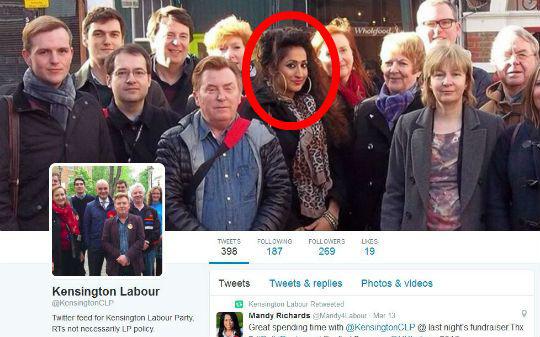 Wholefood
TWEETS FOLLOWING FOLLOWERS LIKES
398 187 269 19
Kensington Labour
@KensingtonCLP
Twitter feed for Kensington Labour Party,
RTs not necessarily LP policy.
Tweets Tweets & replies Photos & videos
Kensington Labour Retweeted
Mandy Richards @Mandy4Labour · Mar 13
Great spending time with @KensingtonCLP @ last night's fundraiser Thx